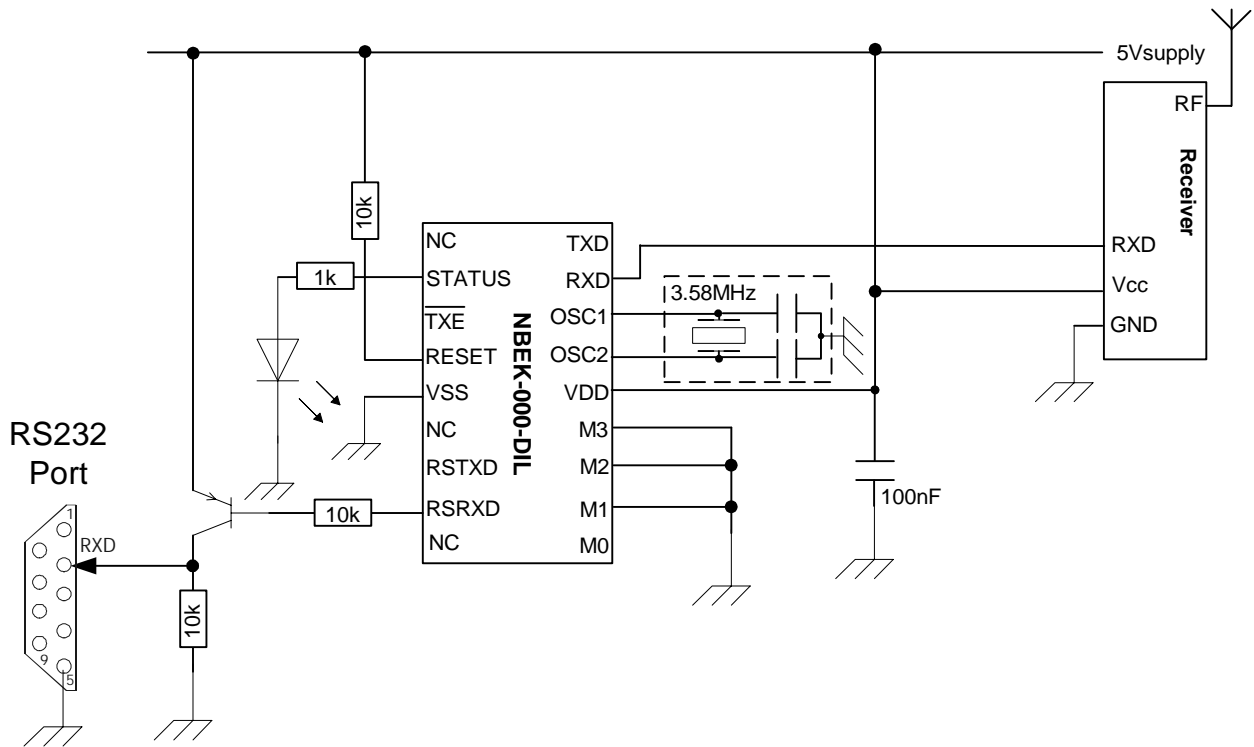 5Vsupply
RF
Receiver
RXD
Vcc
GND
10k
1k
NC
STATUS
TXE
RESET
VSS
NC
RSTXD
RSRXD
NC
NBEK-000-DIL
TXD
RXD
OSC1
OSC2
VDD
M3
M2
M1
M0
3.58MHz
100nF
10k
RS232
Port
RXD
1
9
5
10k